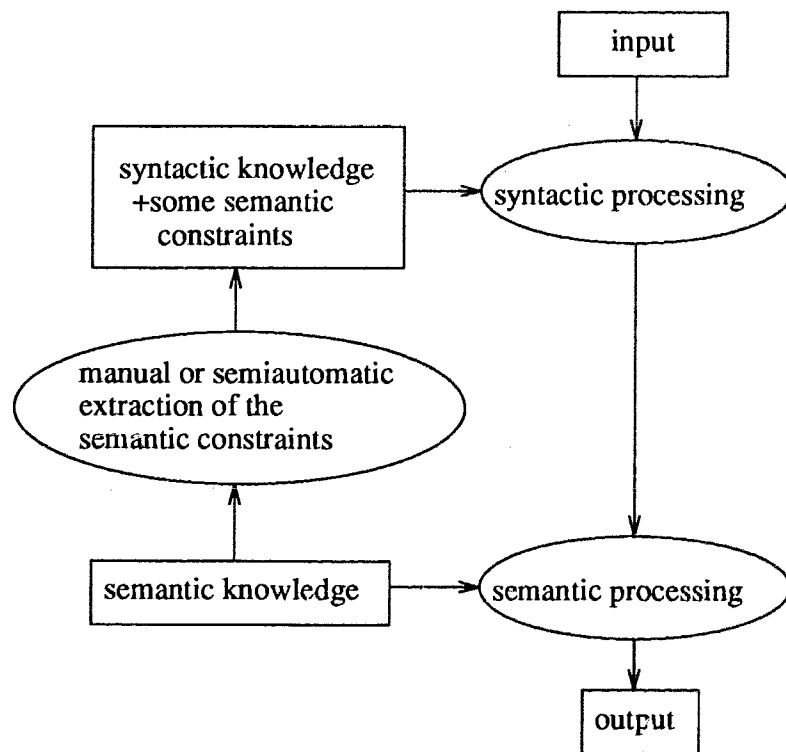 input
syntactic knowledge
+some semantic
constraints
syntactic processing
manual or semiautomatic
extraction of the
semantic constraints
semantic knowledge
semantic processing
output